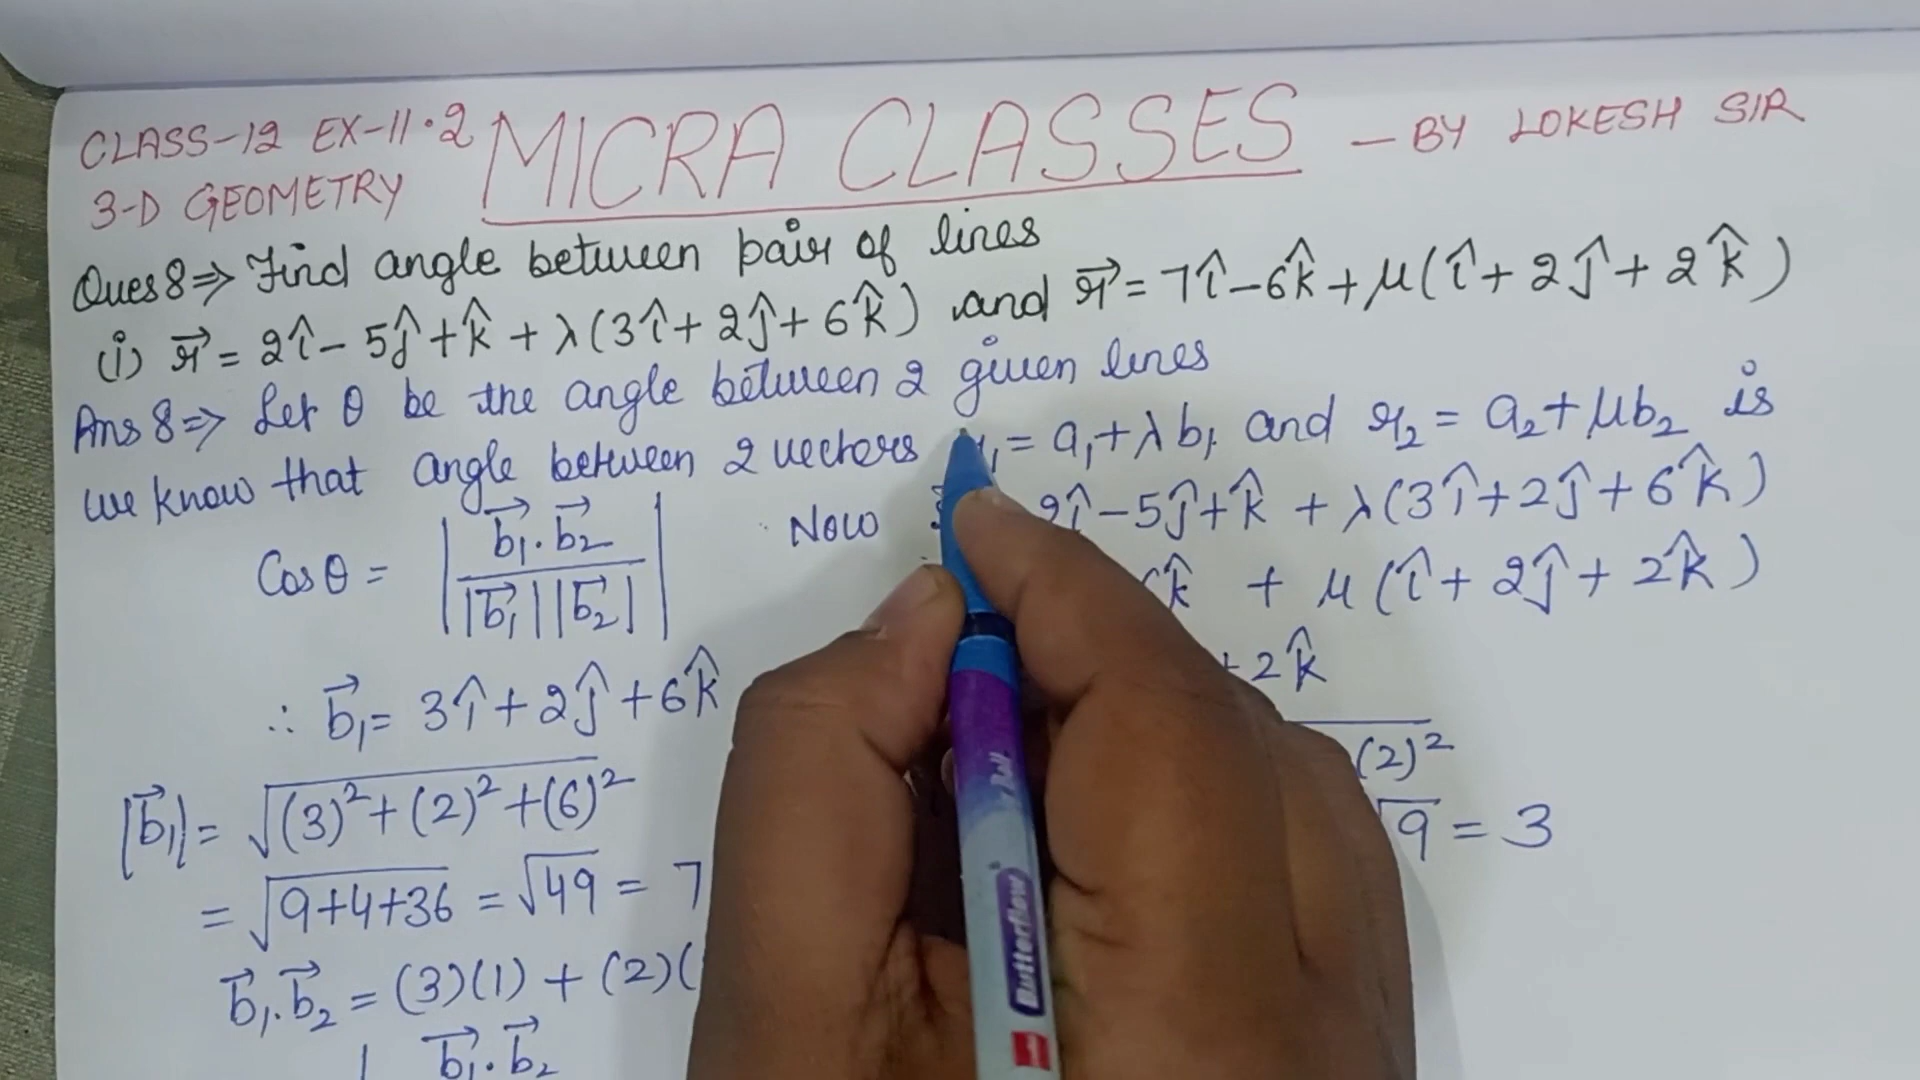 CLASS-12 EX-11.2 MICRA CLASSES - BY LOKESH SIR
3-D GEOMETRY
Ques 8⇒ Find angle between pair of lines
(i) r⃗ = 2î - 5ĵ + k̂ + λ(3î + 2ĵ + 6k̂) and r⃗ = 7î - 6k̂ + μ(î + 2ĵ + 2k̂)
Ans 8⇒ Let θ be the angle between 2 given lines
we know that angle between 2 vectors r₁ = a₁ + λb₁ and r₂ = a₂ + μb₂ is
Cosθ = | b⃗₁.b⃗₂ / |b⃗₁||b⃗₂| |
Now 2î - 5ĵ + k̂ + λ(3î + 2ĵ + 6k̂)
k̂ + μ(î + 2ĵ + 2k̂)
∴ b⃗₁ = 3î + 2ĵ + 6k̂
+ 2k̂
|b⃗₁| = √(3)² + (2)² + (6)²
(2)²
= √9+4+36 = √49 = 7
√9 = 3
b⃗₁.b⃗₂ = (3)(1) + (2)(
b⃗₁.b⃗₂
Butterflow